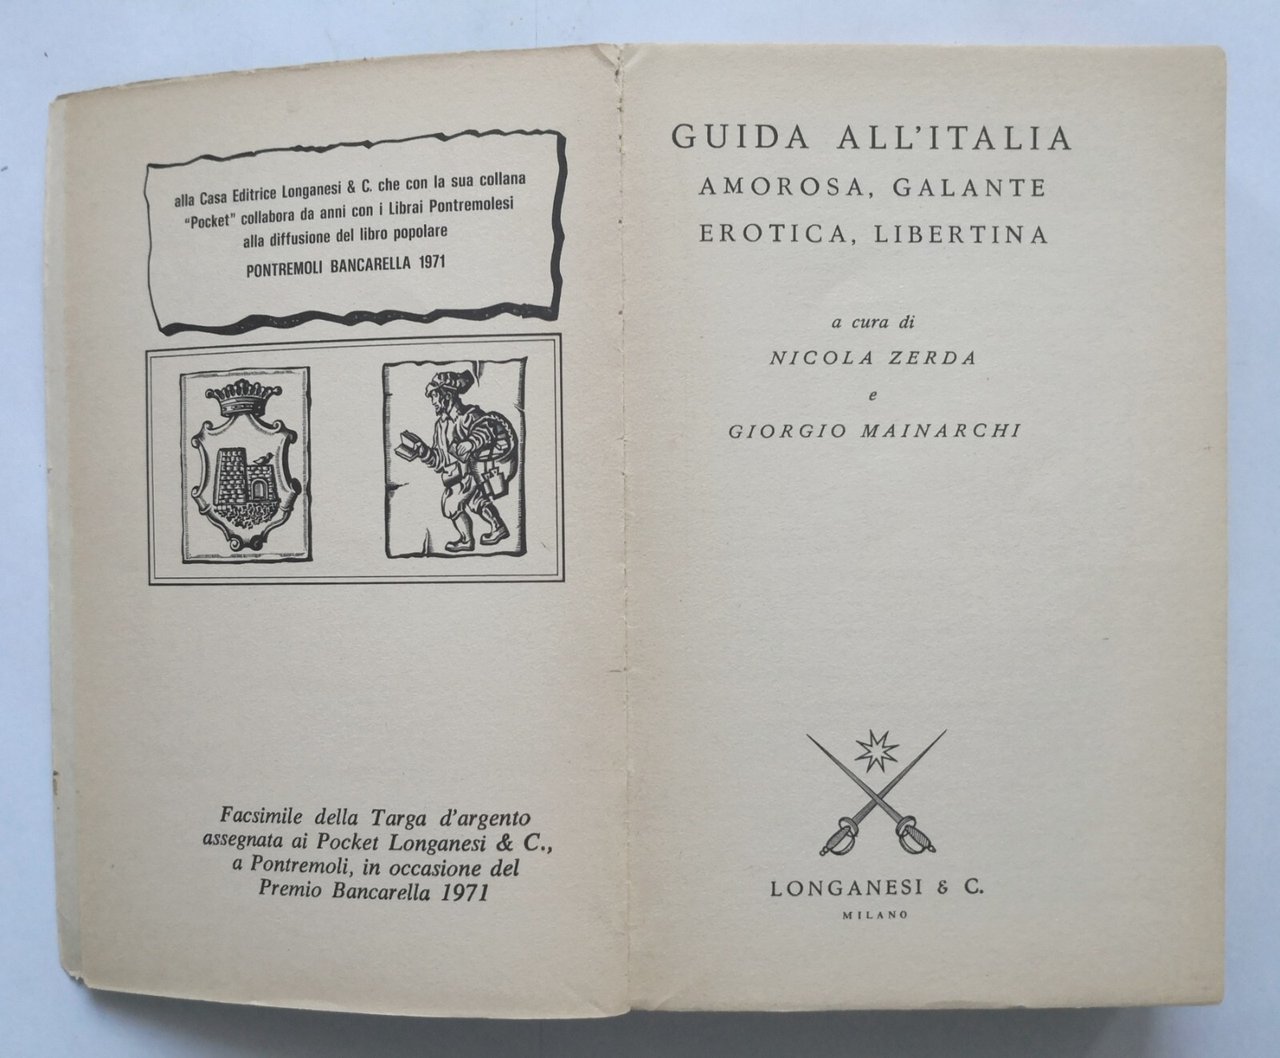 alla Casa Editrice Longanesi & C. che con la sua collana
"Pocket" collabora da anni con i Librai Pontremolesi
alla diffusione del libro popolare
PONTREMOLI BANCARELLA 1971
Facsimile della Targa d'argento
assegnata ai Pocket Longanesi & C.,
a Pontremoli, in occasione del
Premio Bancarella 1971
GUIDA ALL'ITALIA
AMOROSA, GALANTE
EROTICA, LIBERTINA
a cura di
NICOLA ZERDA
e
GIORGIO MAINARCHI
LONGANESI & C.
MILANO